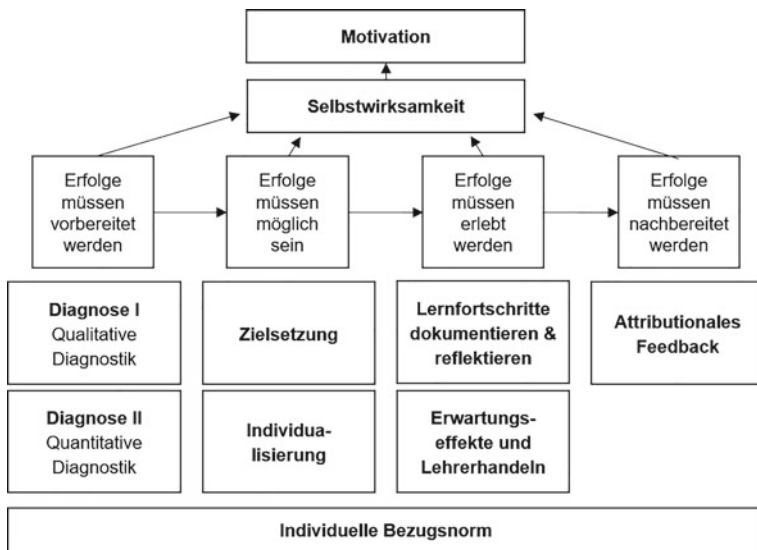 Motivation
Selbstwirksamkeit
Erfolge
müssen
vorbereitet
werden
Erfolge
müssen
möglich
sein
Erfolge
müssen
erlebt
werden
Erfolge
müssen
nachbereitet
werden
Diagnose I
Qualitative
Diagnostik
Zielsetzung
Lernfortschritte
dokumentieren &
reflektieren
Attributionales
Feedback
Diagnose II
Quantitative
Diagnostik
Individua-
lisierung
Erwartungs-
effekte und
Lehrerhandeln
Individuelle Bezugsnorm